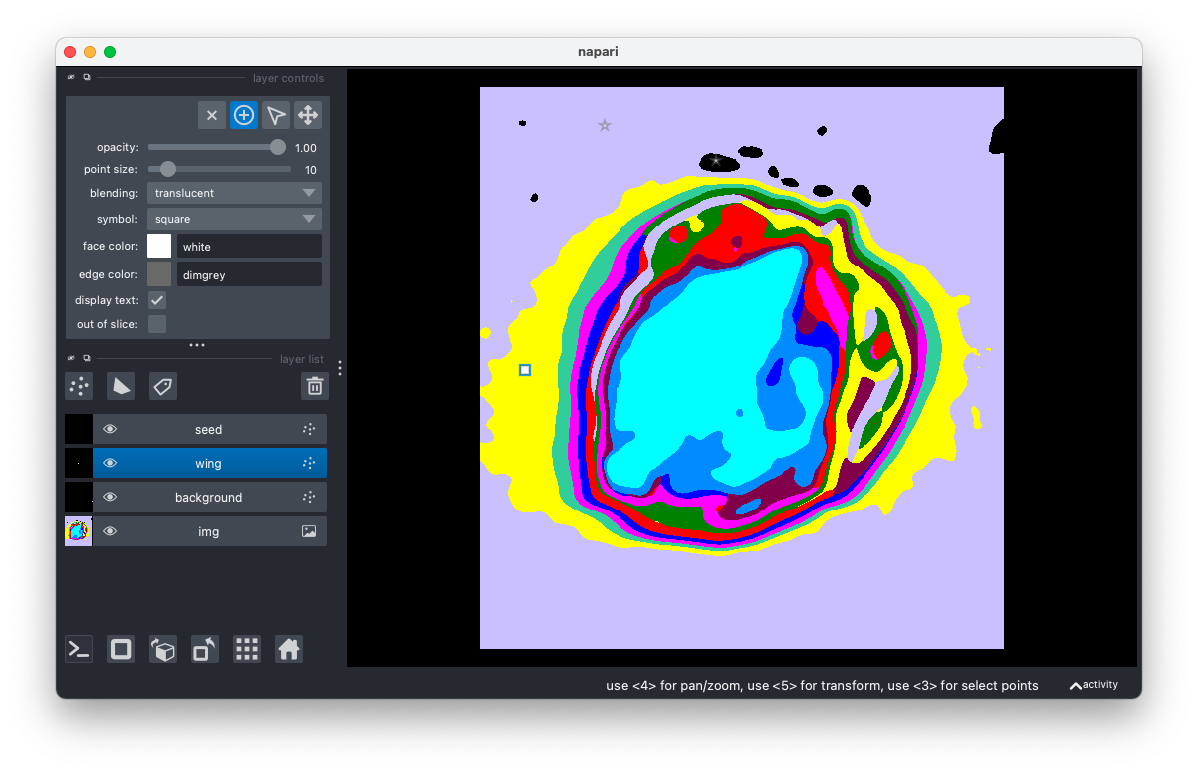 napari
layer controls
opacity: 1.00
point size: 10
blending: translucent
symbol: square
face color: white
edge color: dimgrey
display text:
out of slice:
layer list
seed
wing
background
img
use <4> for pan/zoom, use <5> for transform, use <3> for select points
activity